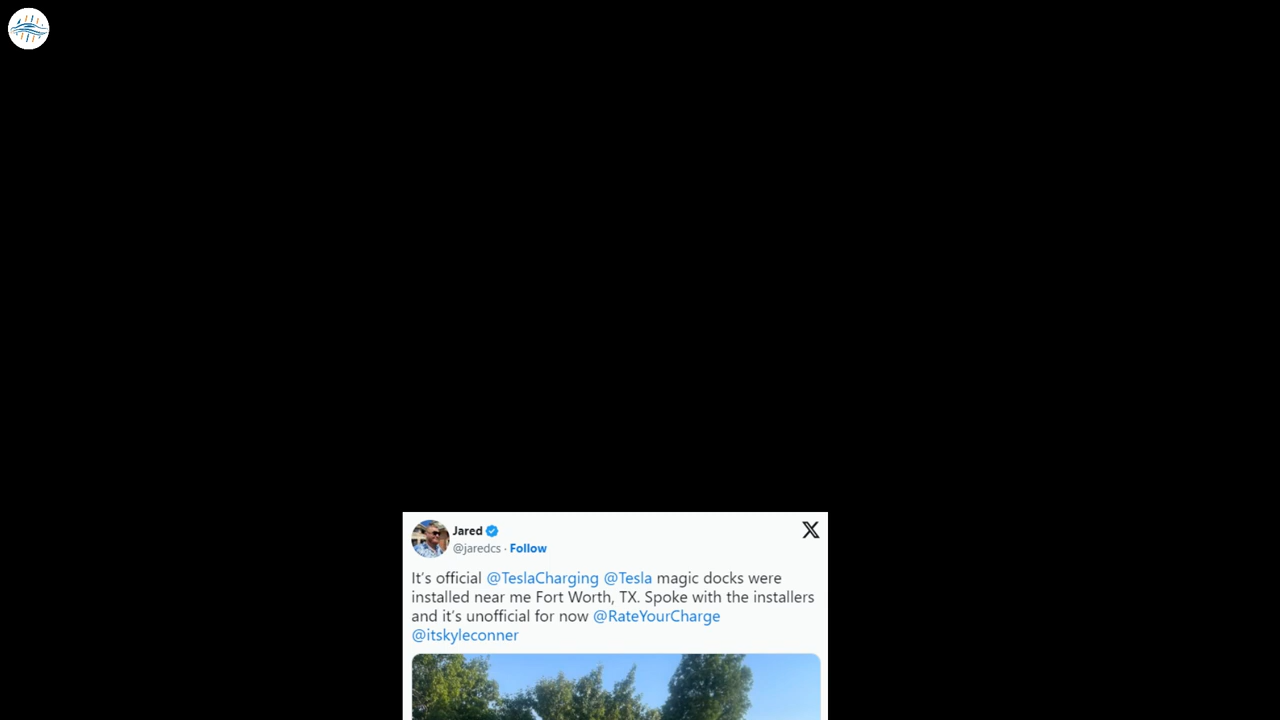 Jared
@jaredcs · Follow
It's official @TeslaCharging @Tesla magic docks were
installed near me Fort Worth, TX. Spoke with the installers
and it's unofficial for now @RateYourCharge
@itskyleconner